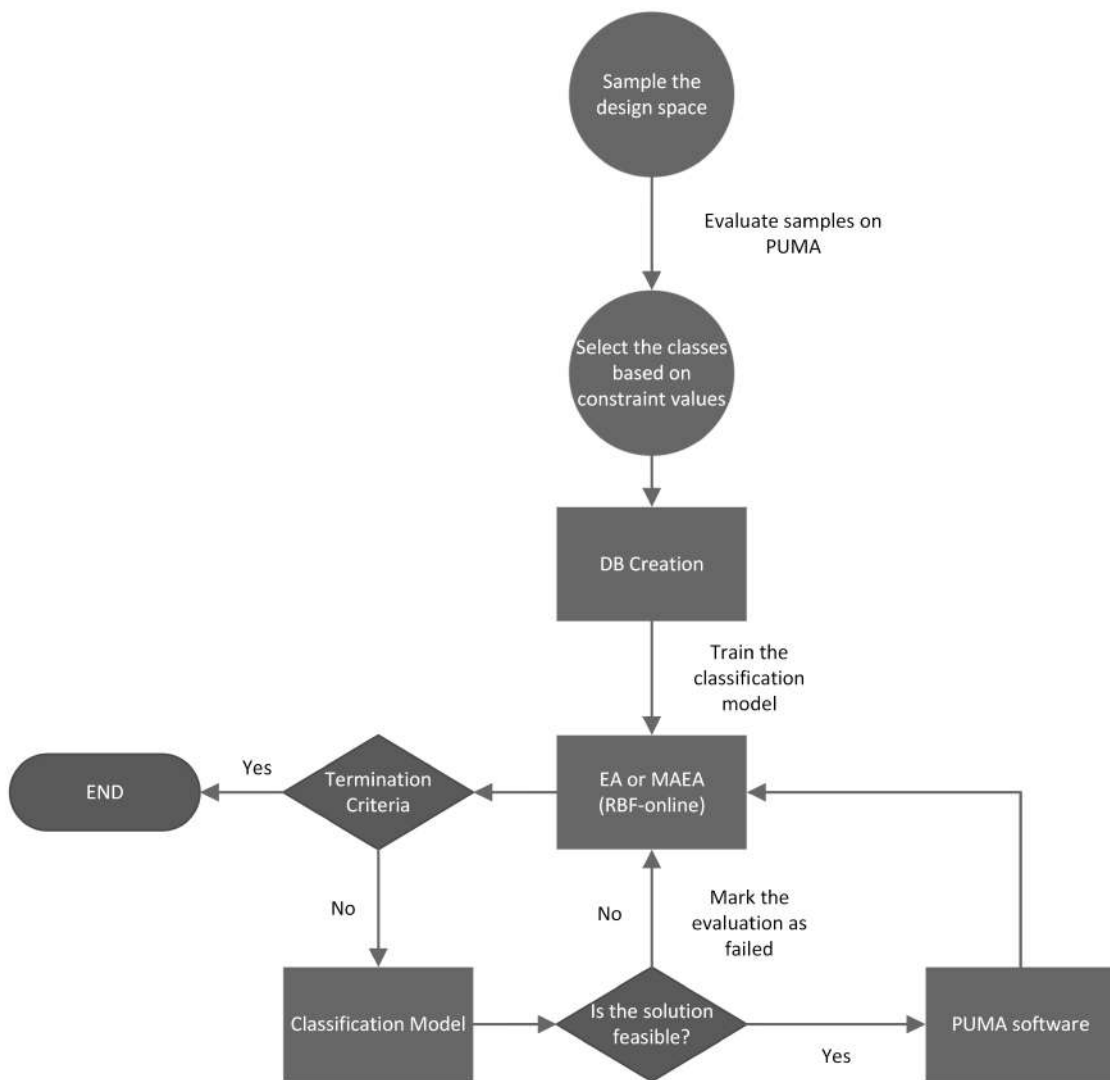 Sample the
design space
Evaluate samples on
PUMA
Select the classes
based on
constraint values
DB Creation
Train the
classification
model
END
Yes
Termination
Criteria
EA or MAEA
(RBF-online)
No
No
Mark the
evaluation as
failed
Classification Model
Is the solution
feasible?
Yes
PUMA software